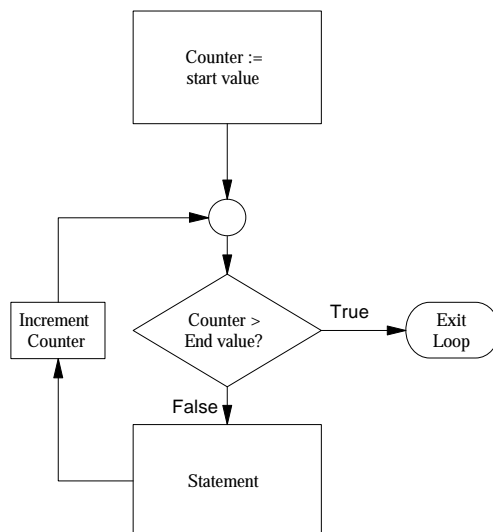 Counter :=
start value
Increment
Counter
Counter >
End value?
True
Exit
Loop
False
Statement